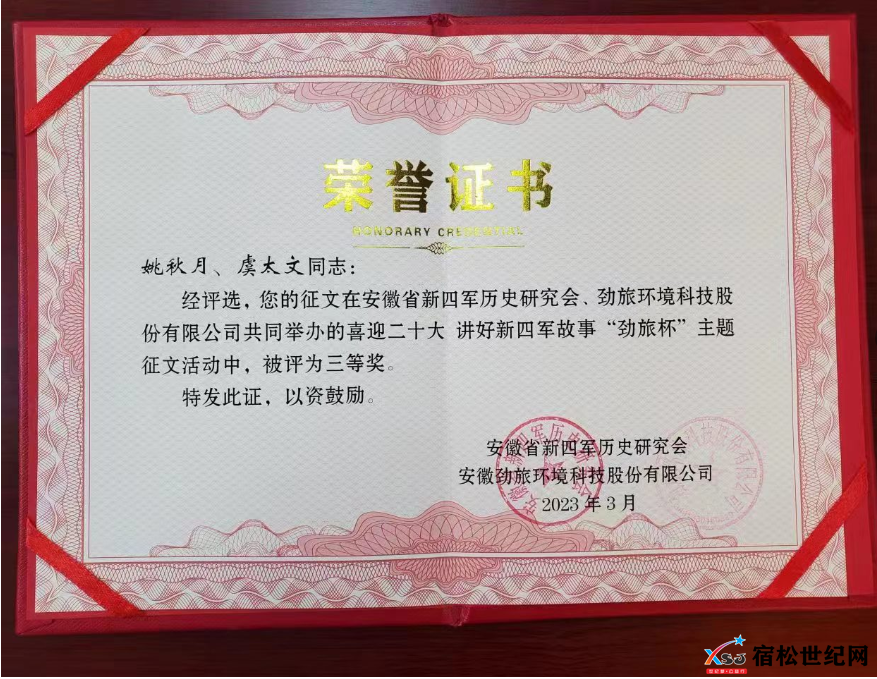 荣誉证书
HONORARY CREDENTIAL
姚秋月、虞太文同志：
经评选，您的征文在安徽省新四军历史研究会、劲旅环境科技股
份有限公司共同举办的喜迎二十大 讲好新四军故事“劲旅杯”主题
征文活动中，被评为三等奖。
特发此证，以资鼓励。
安徽省新四军历史研究会
安徽劲旅环境科技股份有限公司
2023年3月
XSJ 宿松世纪网